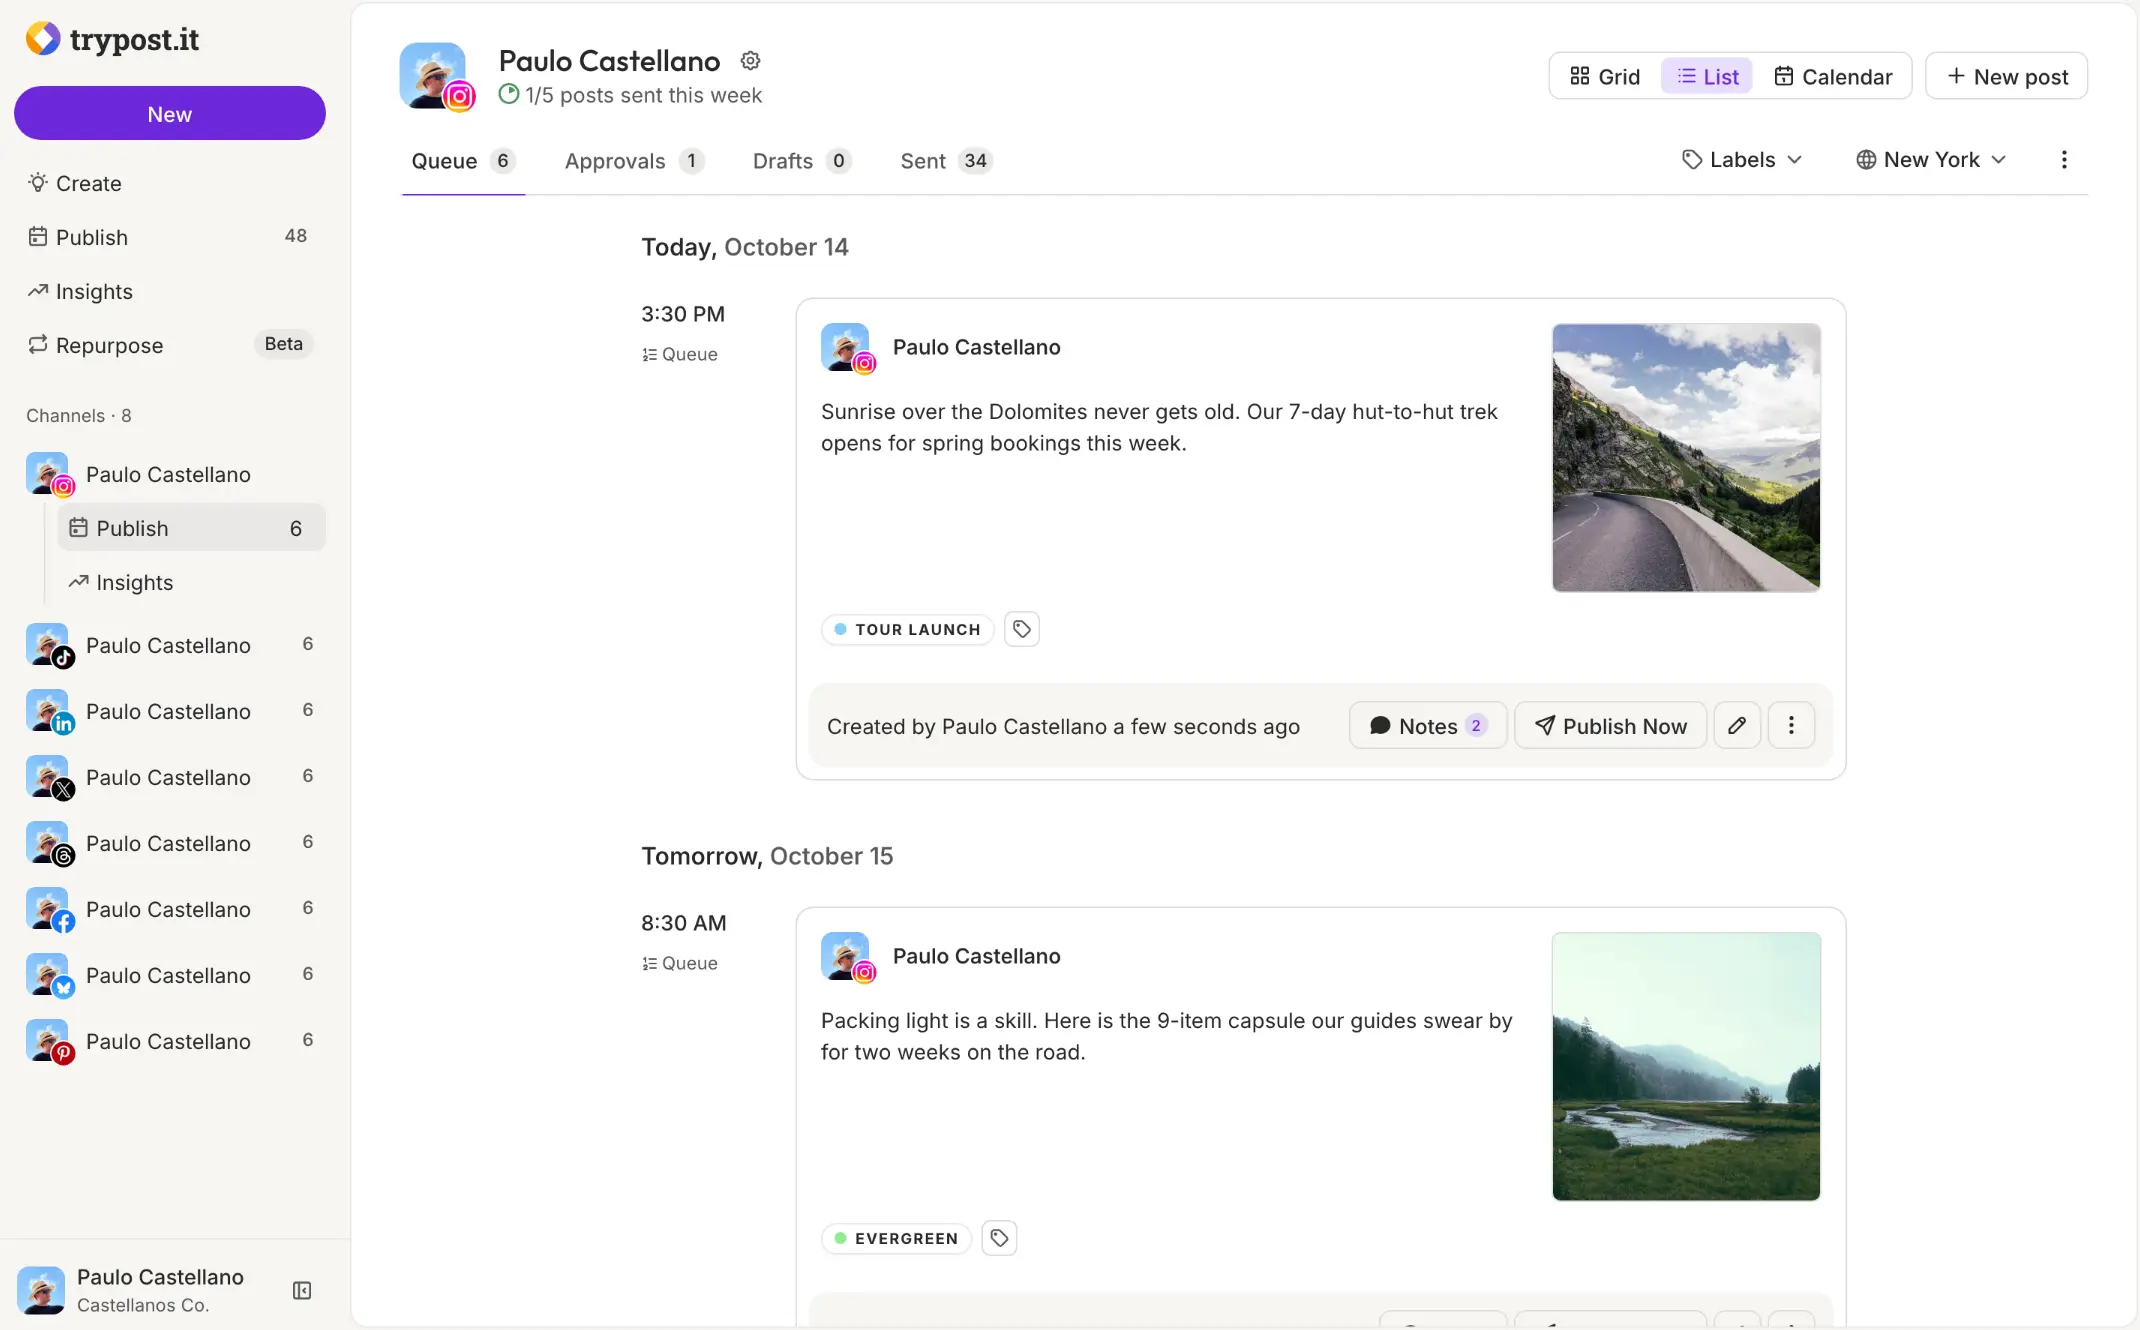 trypost.it
New
Create
Publish 48
Insights
Repurpose Beta
Channels · 8
Paulo Castellano
Publish 6
Insights
Paulo Castellano 6
Paulo Castellano 6
Paulo Castellano 6
Paulo Castellano 6
Paulo Castellano 6
Paulo Castellano 6
Paulo Castellano 6
Paulo Castellano
Castellanos Co.
Paulo Castellano
1/5 posts sent this week
Grid List Calendar + New post
Queue 6 Approvals 1 Drafts 0 Sent 34 Labels New York
Today, October 14
3:30 PM
Queue
Paulo Castellano
Sunrise over the Dolomites never gets old. Our 7-day hut-to-hut trek
opens for spring bookings this week.
TOUR LAUNCH
Created by Paulo Castellano a few seconds ago Notes 2 Publish Now
Tomorrow, October 15
8:30 AM
Queue
Paulo Castellano
Packing light is a skill. Here is the 9-item capsule our guides swear by
for two weeks on the road.
EVERGREEN